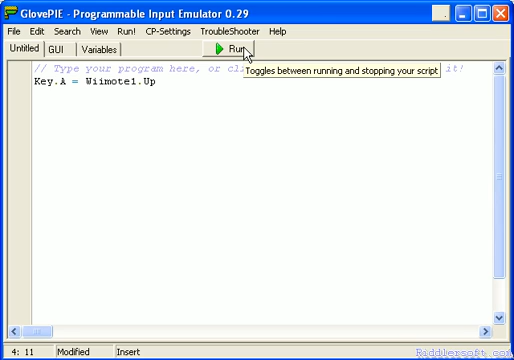 GlovePIE - Programmable Input Emulator 0.29
File Edit Search View Run! CP-Settings TroubleShooter Help
Untitled GUI Variables Run
// Type your program here, or cli it!
Toggles between running and stopping your script
Key.A = Wiimote1.Up
4: 11 Modified Insert
Riddlersoft.com